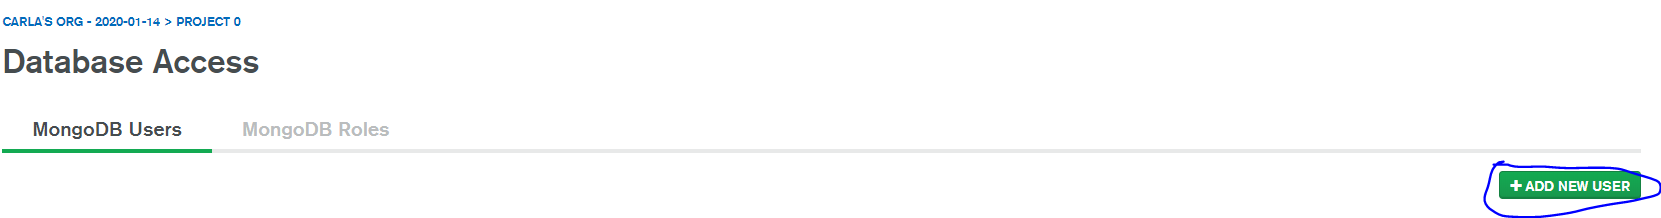 CARLA'S ORG - 2020-01-14 > PROJECT 0
Database Access
MongoDB Users MongoDB Roles
+ ADD NEW USER